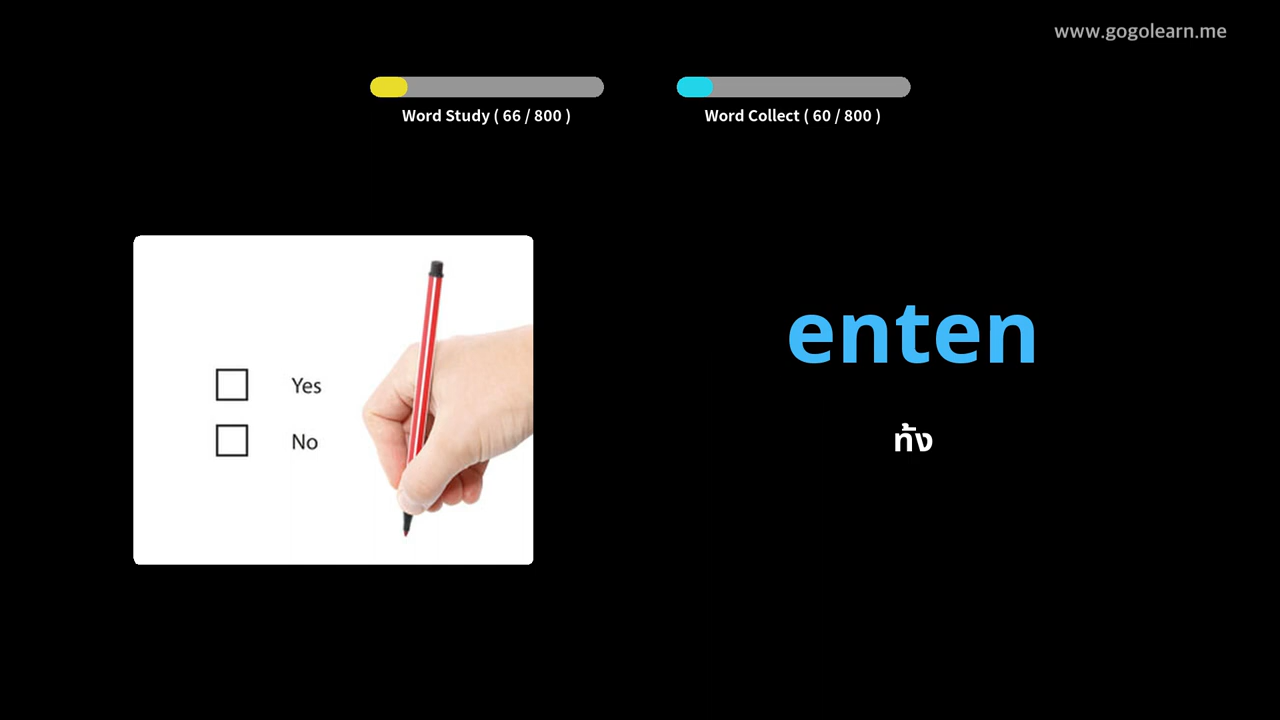 www.gogolearn.me
Word Study ( 66 / 800 )
Word Collect ( 60 / 800 )
Yes
No
enten
ทั้ง